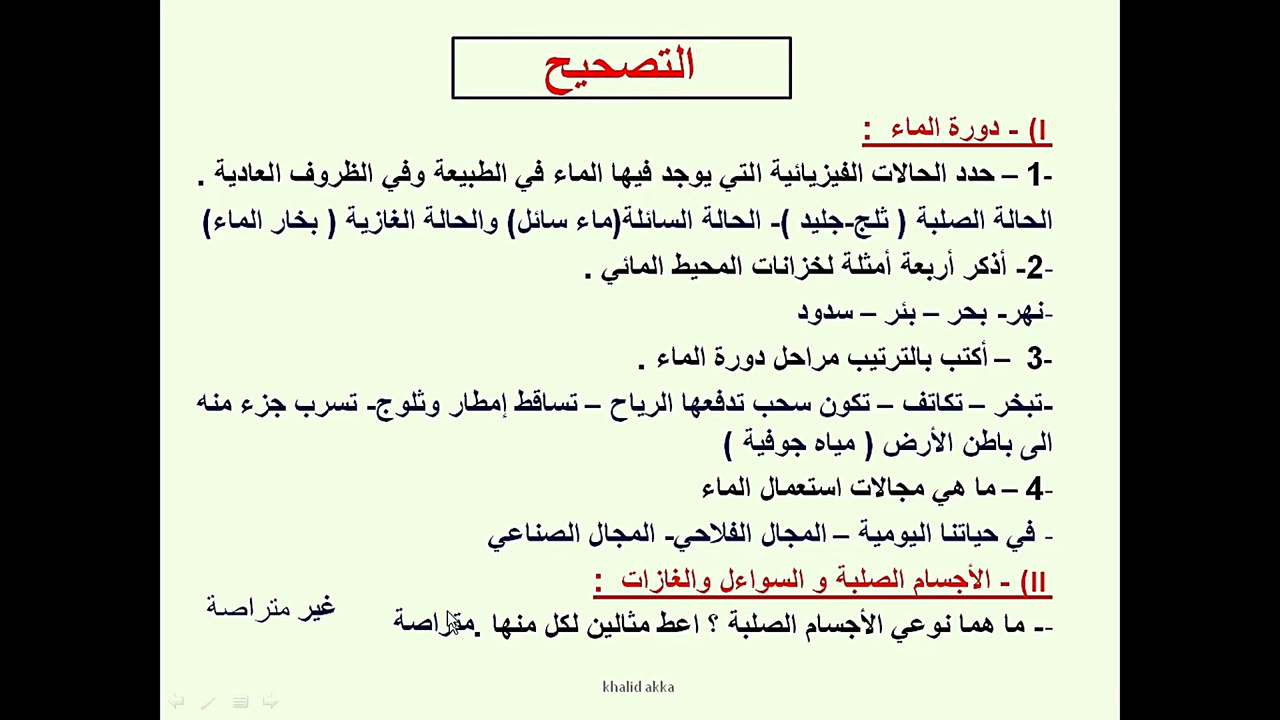 التصحيح
I) - دورة الماء :
-1 – حدد الحالات الفيزيائية التي يوجد فيها الماء في الطبيعة وفي الظروف العادية .
الحالة الصلبة ( ثلج-جليد )- الحالة السائلة(ماء سائل) والحالة الغازية ( بخار الماء)
-2- أذكر أربعة أمثلة لخزانات المحيط المائي .
-نهر- بحر – بئر – سدود
-3 – أكتب بالترتيب مراحل دورة الماء .
-تبخر – تكاتف – تكون سحب تدفعها الرياح – تساقط إمطار وثلوج- تسرب جزء منه
الى باطن الأرض ( مياه جوفية )
-4 – ما هي مجالات استعمال الماء
- في حياتنا اليومية – المجال الفلاحي- المجال الصناعي
II) - الأجسام الصلبة و السواءل والغازات :
-- ما هما نوعي الأجسام الصلبة ؟ اعط مثالين لكل منها . متراصة
غير متراصة
khalid akka